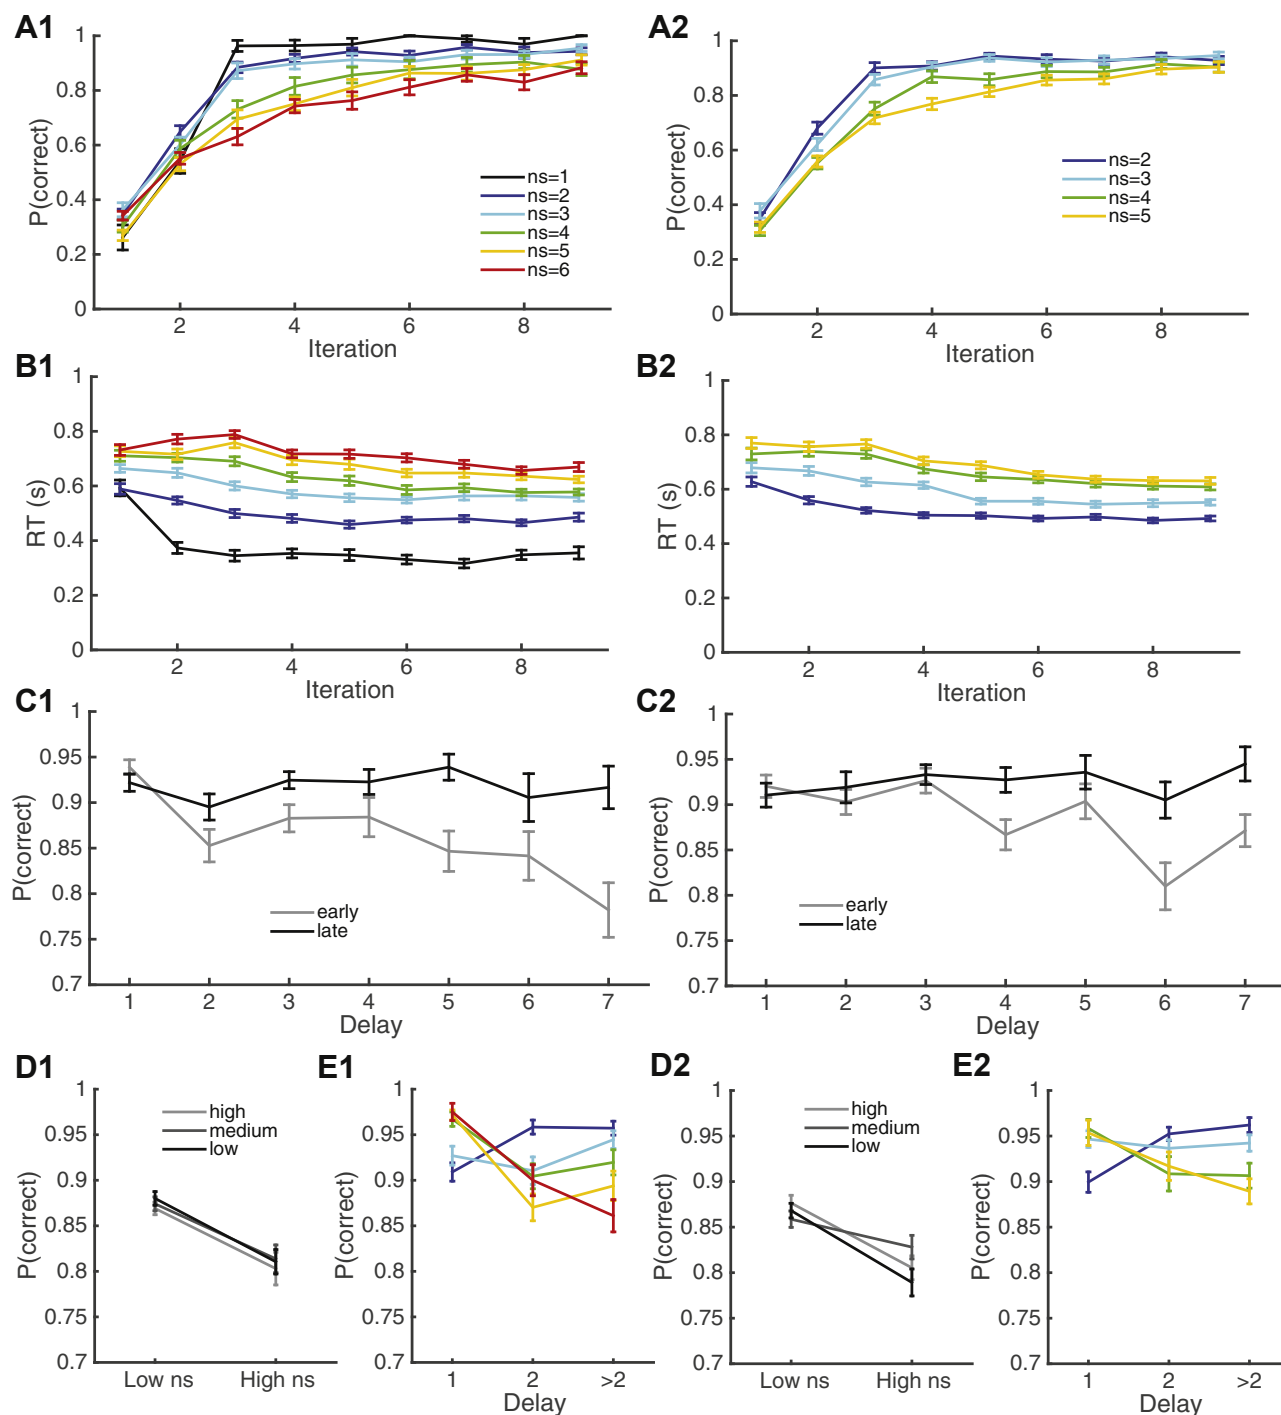 A1
1
0.8
0.6
0.4
0.2
0
P(correct)
2
4
6
8
Iteration
ns=1
ns=2
ns=3
ns=4
ns=5
ns=6
A2
1
0.8
0.6
0.4
0.2
0
P(correct)
2
4
6
8
Iteration
ns=2
ns=3
ns=4
ns=5
B1
1
0.8
0.6
0.4
0.2
0
RT (s)
2
4
6
8
Iteration
B2
1
0.8
0.6
0.4
0.2
0
RT (s)
2
4
6
8
Iteration
C1
1
0.95
0.9
0.85
0.8
0.75
0.7
P(correct)
early
late
1
2
3
4
5
6
7
Delay
C2
1
0.95
0.9
0.85
0.8
0.75
0.7
P(correct)
early
late
1
2
3
4
5
6
7
Delay
D1
1
0.95
0.9
0.85
0.8
0.75
0.7
P(correct)
high
medium
low
Low ns
High ns
E1
1
0.95
0.9
0.85
0.8
0.75
0.7
P(correct)
1
2
>2
Delay
D2
1
0.95
0.9
0.85
0.8
0.75
0.7
P(correct)
high
medium
low
Low ns
High ns
E2
1
0.95
0.9
0.85
0.8
0.75
0.7
P(correct)
1
2
>2
Delay